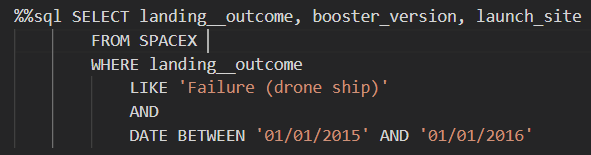 %%sql SELECT landing__outcome, booster_version, launch_site
FROM SPACEX
WHERE landing__outcome
LIKE 'Failure (drone ship)'
AND
DATE BETWEEN '01/01/2015' AND '01/01/2016'